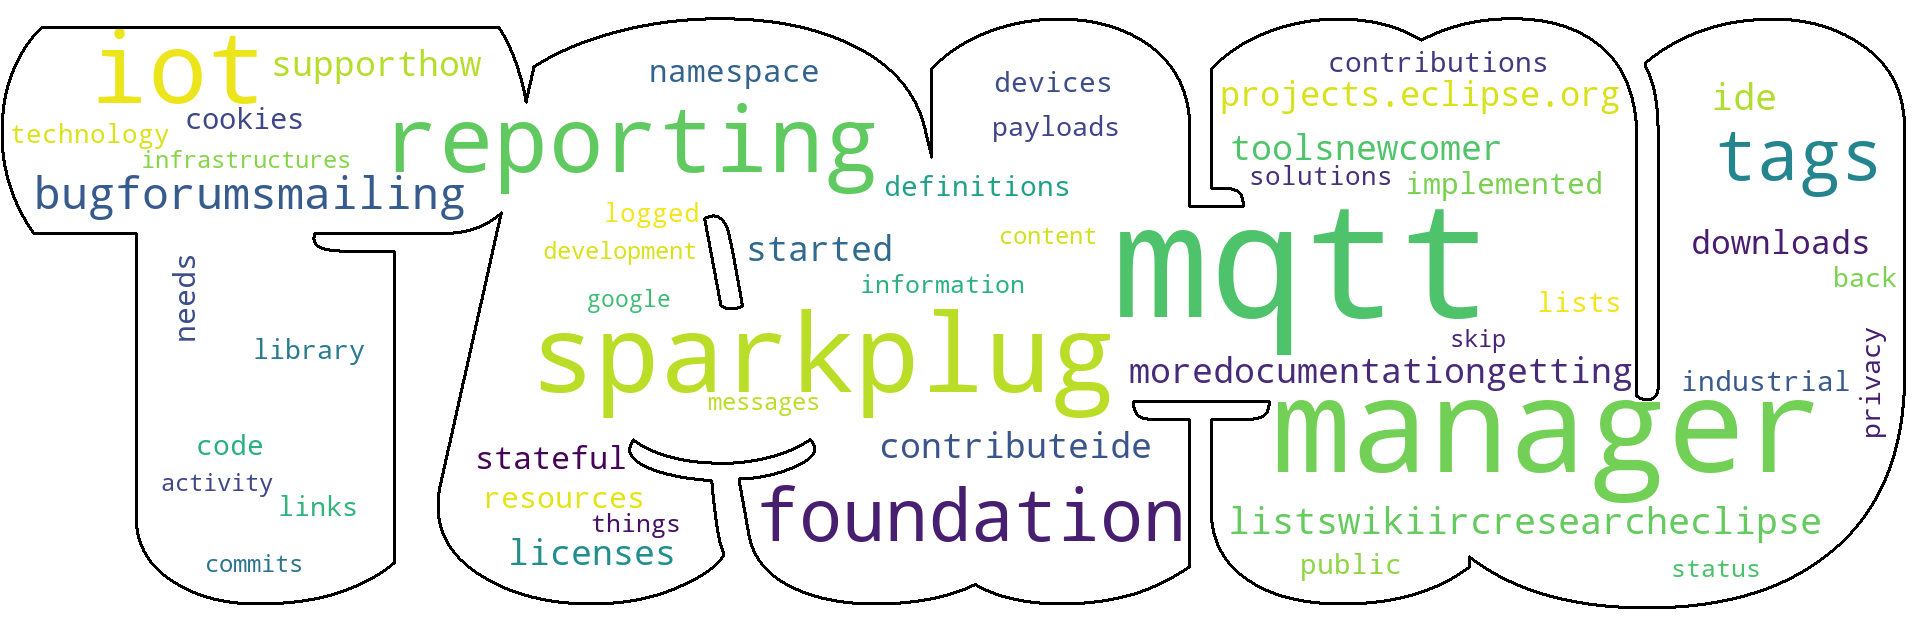 iot
supporthow
cookies
technology
infrastructures
bugforumsmailing
reporting
namespace
devices
payloads
definitions
contributions
projects.eclipse.org
toolsnewcomer
solutions
implemented
ide
tags
downloads
back
needs
library
code
activity
links
commits
logged
development
google
started
information
content
mqtt
lists
skip
sparkplug
messages
moredocumentationgetting
industrial
privacy
manager
stateful
resources
things
licenses
contributeide
foundation
listswikiircresearcheclipse
public
status